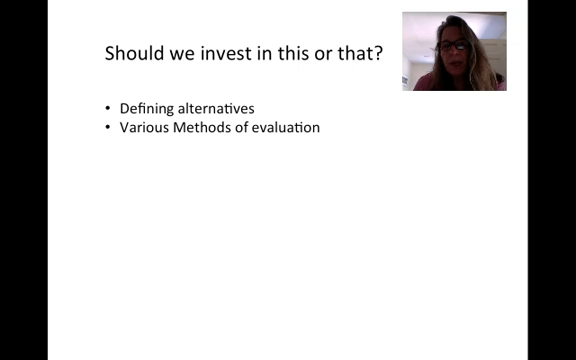 Should we invest in this or that?
• Defining alternatives
• Various Methods of evaluation